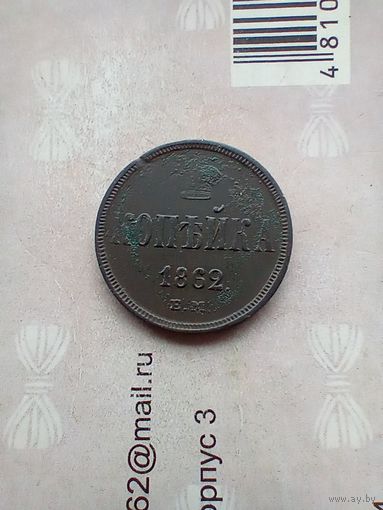 4810
КОПѢЙКА
1862
Е.М.
62@mail.ru
орпус 3
www.ay.by